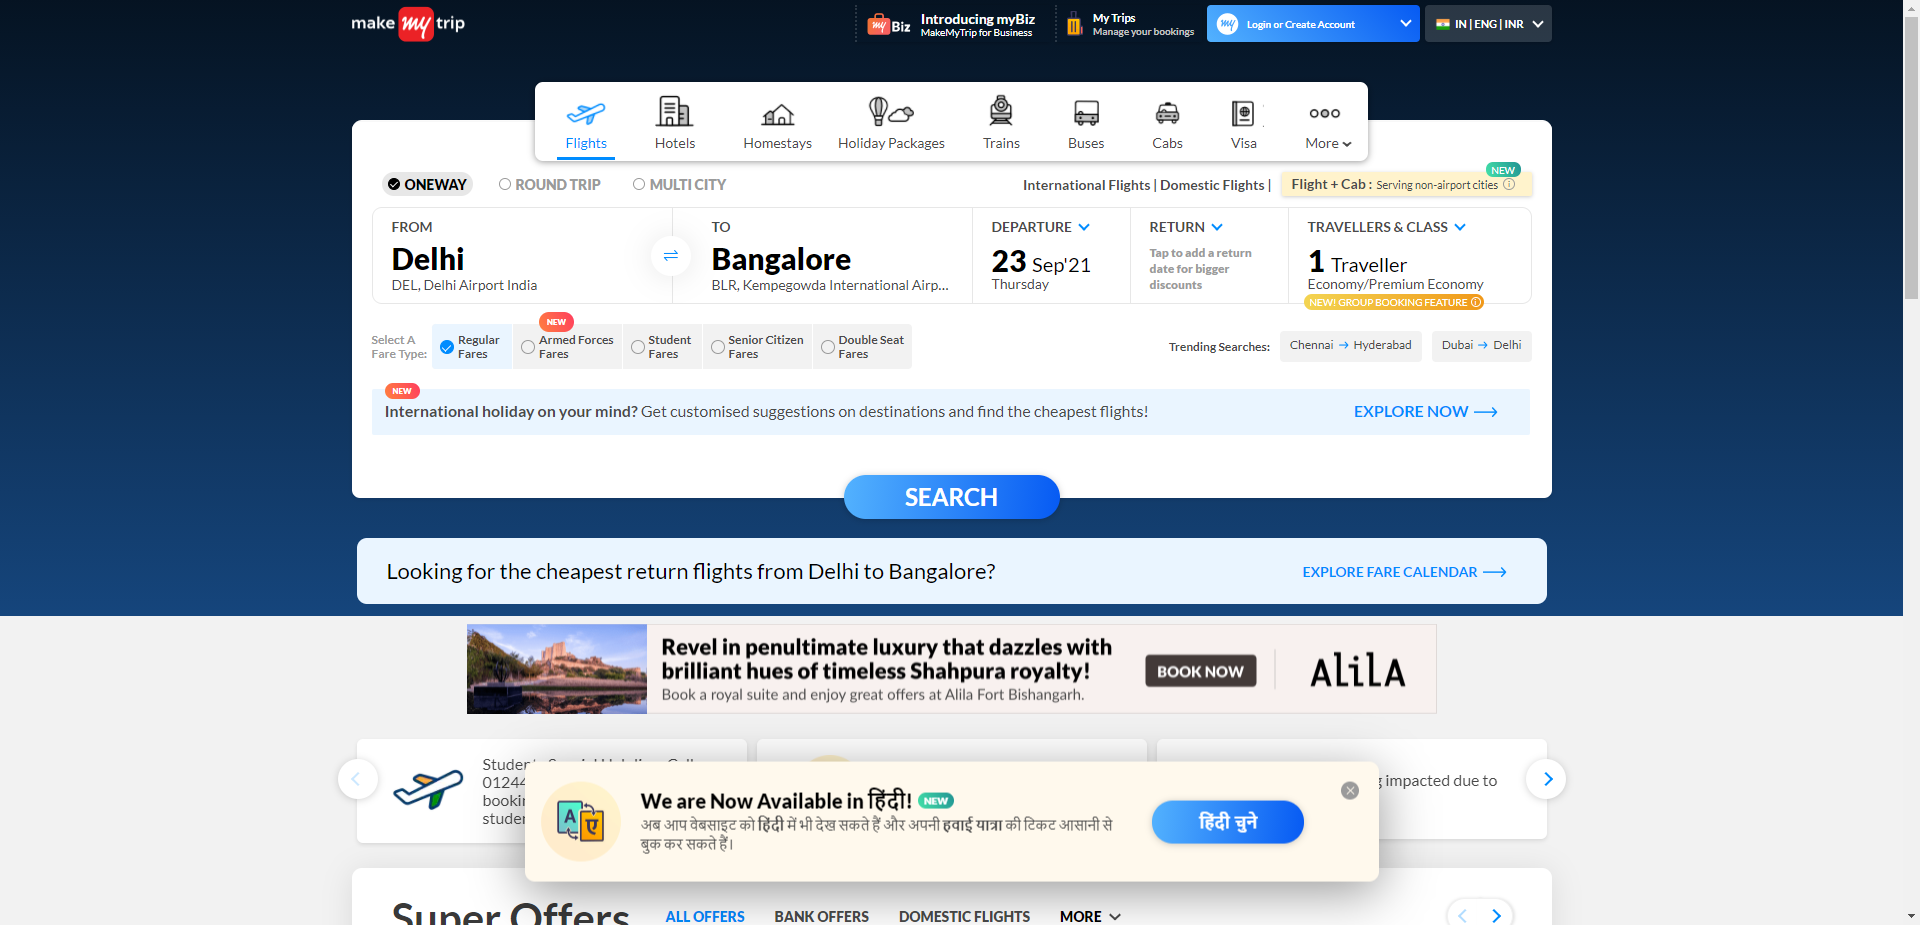 make my trip
my Biz
Introducing myBiz
MakeMyTrip for Business
My Trips
Manage your bookings
my Login or Create Account
IN | ENG | INR
Flights
Hotels
Homestays
Holiday Packages
Trains
Buses
Cabs
Visa
More
ONEWAY
ROUND TRIP
MULTI CITY
International Flights | Domestic Flights |
NEW
Flight + Cab : Serving non-airport cities
FROM
Delhi
DEL, Delhi Airport India
TO
Bangalore
BLR, Kempegowda International Airp...
DEPARTURE
23 Sep'21
Thursday
RETURN
Tap to add a return
date for bigger
discounts
TRAVELLERS & CLASS
1 Traveller
Economy/Premium Economy
NEW! GROUP BOOKING FEATURE
Select A
Fare Type:
Regular
Fares
NEW
Armed Forces
Fares
Student
Fares
Senior Citizen
Fares
Double Seat
Fares
Trending Searches:
Chennai → Hyderabad
Dubai → Delhi
NEW
International holiday on your mind? Get customised suggestions on destinations and find the cheapest flights!
EXPLORE NOW
SEARCH
Looking for the cheapest return flights from Delhi to Bangalore?
EXPLORE FARE CALENDAR
Revel in penultimate luxury that dazzles with
brilliant hues of timeless Shahpura royalty!
Book a royal suite and enjoy great offers at Alila Fort Bishangarh.
BOOK NOW
ALiLA
impacted due to
We are Now Available in हिंदी! NEW
अब आप वेबसाइट को हिंदी में भी देख सकते हैं और अपनी हवाई यात्रा की टिकट आसानी से
बुक कर सकते हैं।
A
ए
हिंदी चुने
Super Offers
ALL OFFERS
BANK OFFERS
DOMESTIC FLIGHTS
MORE